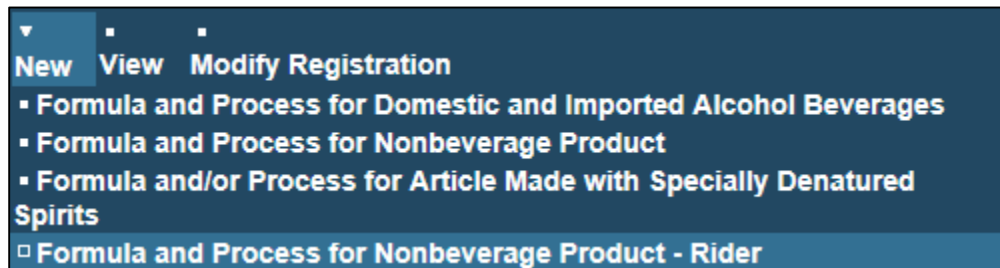 New View Modify Registration
Formula and Process for Domestic and Imported Alcohol Beverages
Formula and Process for Nonbeverage Product
Formula and/or Process for Article Made with Specially Denatured
Spirits
Formula and Process for Nonbeverage Product - Rider